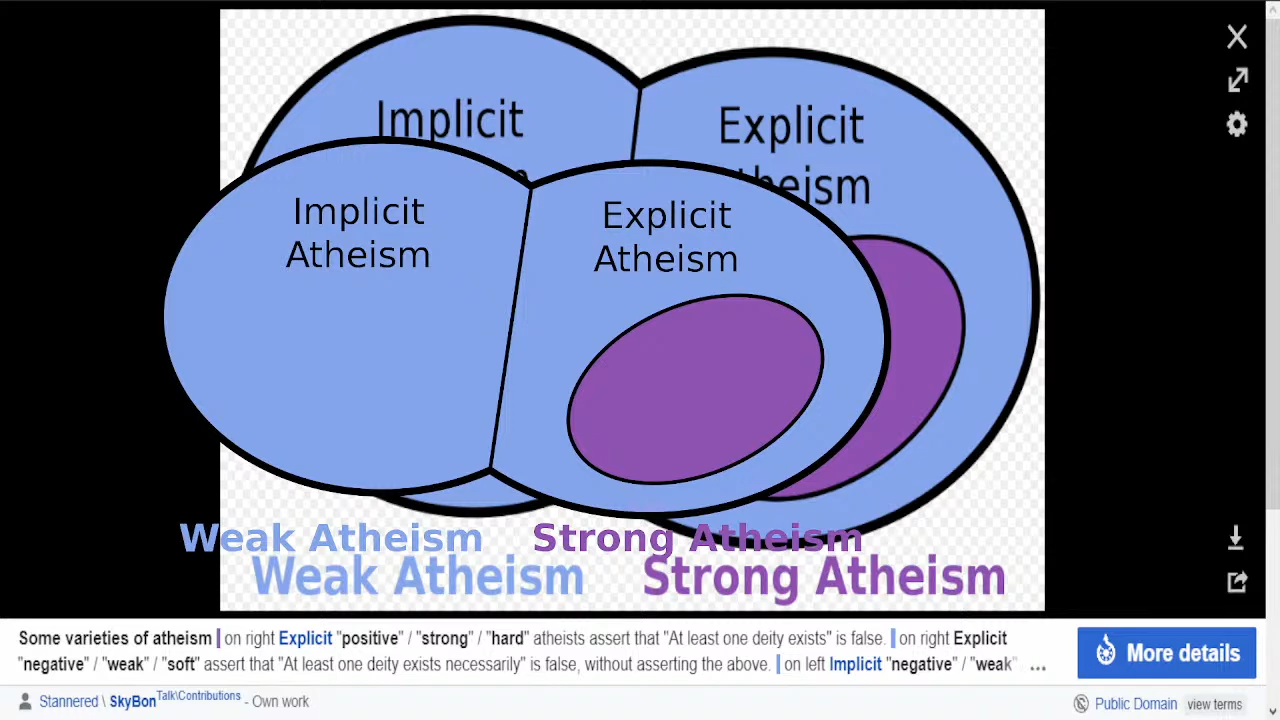 Implicit
Explicit
theism
Implicit
Atheism
Explicit
Atheism
Weak Atheism Strong Atheism
Weak Atheism Strong Atheism
Some varieties of atheism | on right Explicit "positive" / "strong" / "hard" atheists assert that "At least one deity exists" is false. | on right Explicit
"negative" / "weak" / "soft" assert that "At least one deity exists necessarily" is false, without asserting the above. | on left Implicit "negative" / "weak" ...
More details
Stannered \ SkyBon Talk\Contributions - Own work
Public Domain view terms